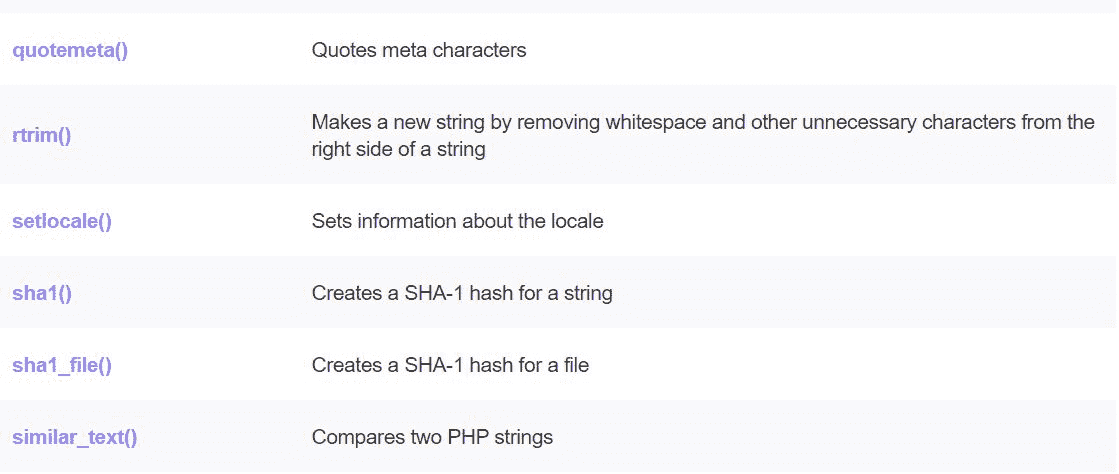 quotemeta() Quotes meta characters
rtrim() Makes a new string by removing whitespace and other unnecessary characters from the
right side of a string
setlocale() Sets information about the locale
sha1() Creates a SHA-1 hash for a string
sha1_file() Creates a SHA-1 hash for a file
similar_text() Compares two PHP strings